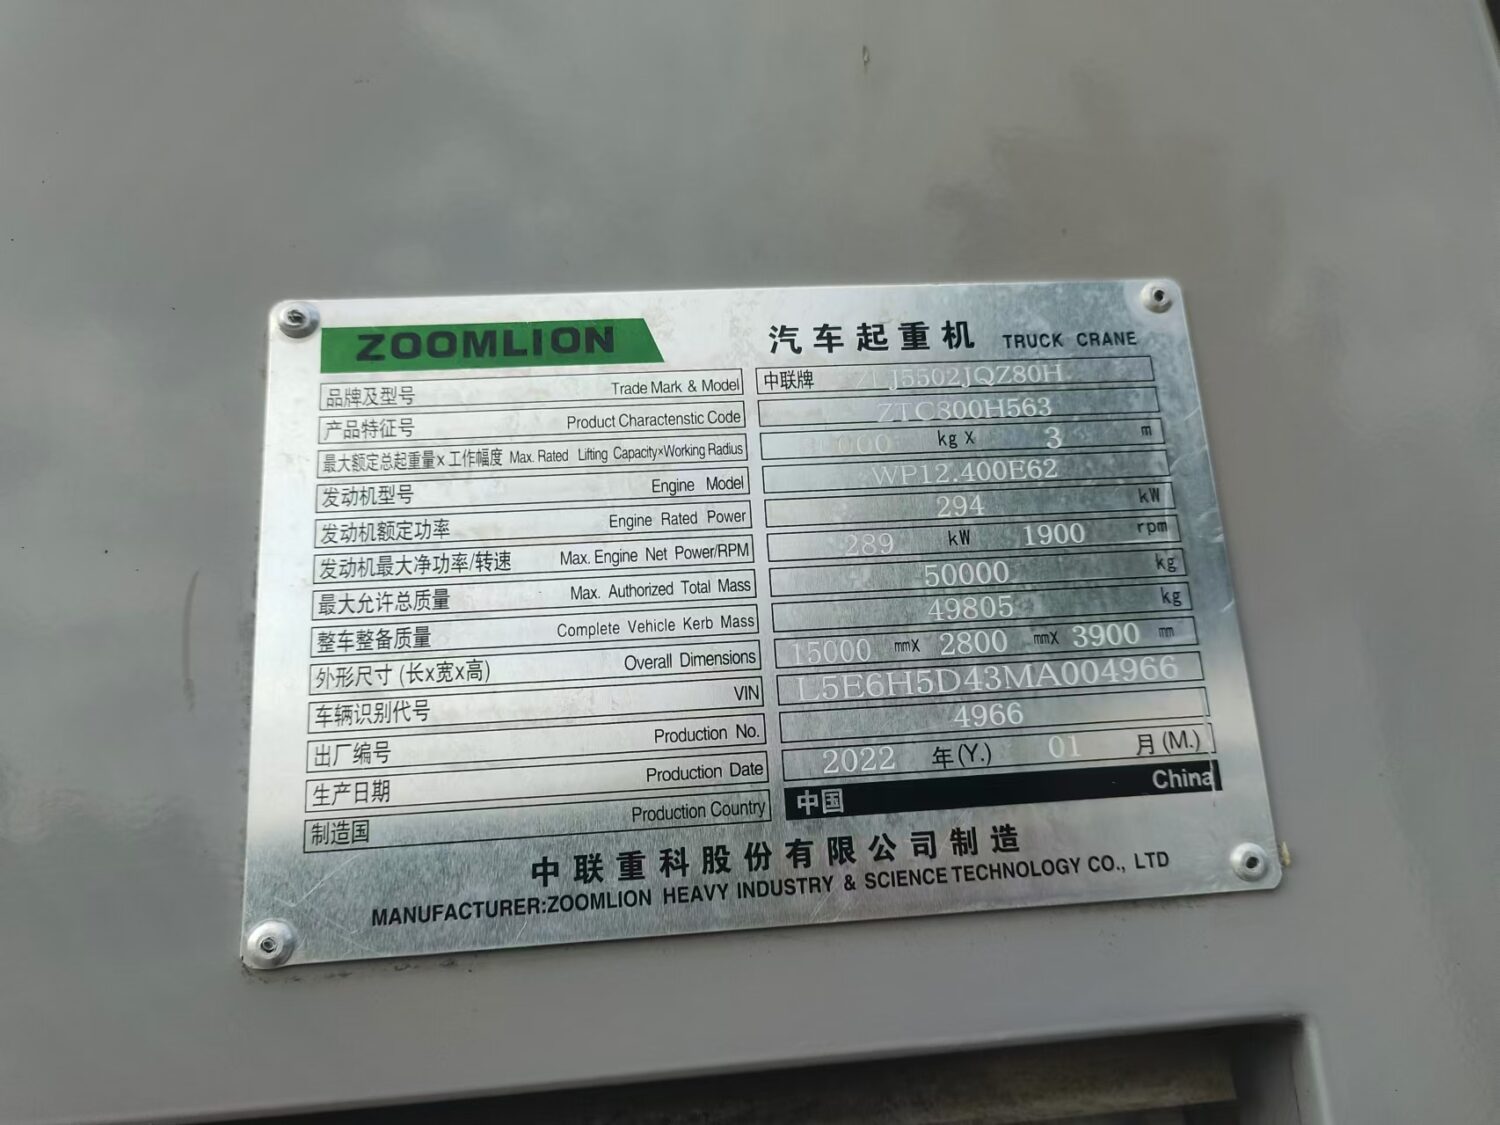 ZOOMLION 汽车起重机 TRUCK CRANE
品牌及型号 Trade Mark & Model 中联牌 ZLJ5502JQZ80H
产品特征号 Product Charactenstic Code ZTC800H563
最大额定总起重量×工作幅度 Max. Rated Lifting Capacity×Working Radius kg X 3 m
发动机型号 Engine Model WP12.400E62
发动机额定功率 Engine Rated Power 294 kW
发动机最大净功率/转速 Max. Engine Net Power/RPM 289 kW 1900 rpm
最大允许总质量 Max. Authorized Total Mass 50000 kg
整车整备质量 Complete Vehicle Kerb Mass 49805 kg
外形尺寸(长x宽x高) Overall Dimensions 15000 mmX 2800 mmX 3900 mm
车辆识别代号 VIN L5E6H5D43MA004966
出厂编号 Production No. 4966
生产日期 Production Date 2022 年(Y.) 01 月(M.)
制造国 Production Country 中国 China
中联重科股份有限公司制造
MANUFACTURER:ZOOMLION HEAVY INDUSTRY & SCIENCE TECHNOLOGY CO., LTD